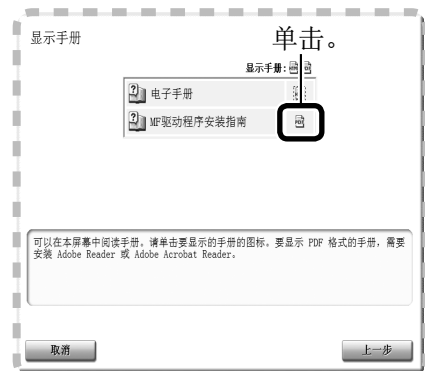 显示手册
单击。
显示手册:
电子手册
MF驱动程序安装指南
PDF
可以在本屏幕中阅读手册。请单击要显示的手册的图标。要显示 PDF 格式的手册，需要
安装 Adobe Reader 或 Adobe Acrobat Reader。
取消
上一步